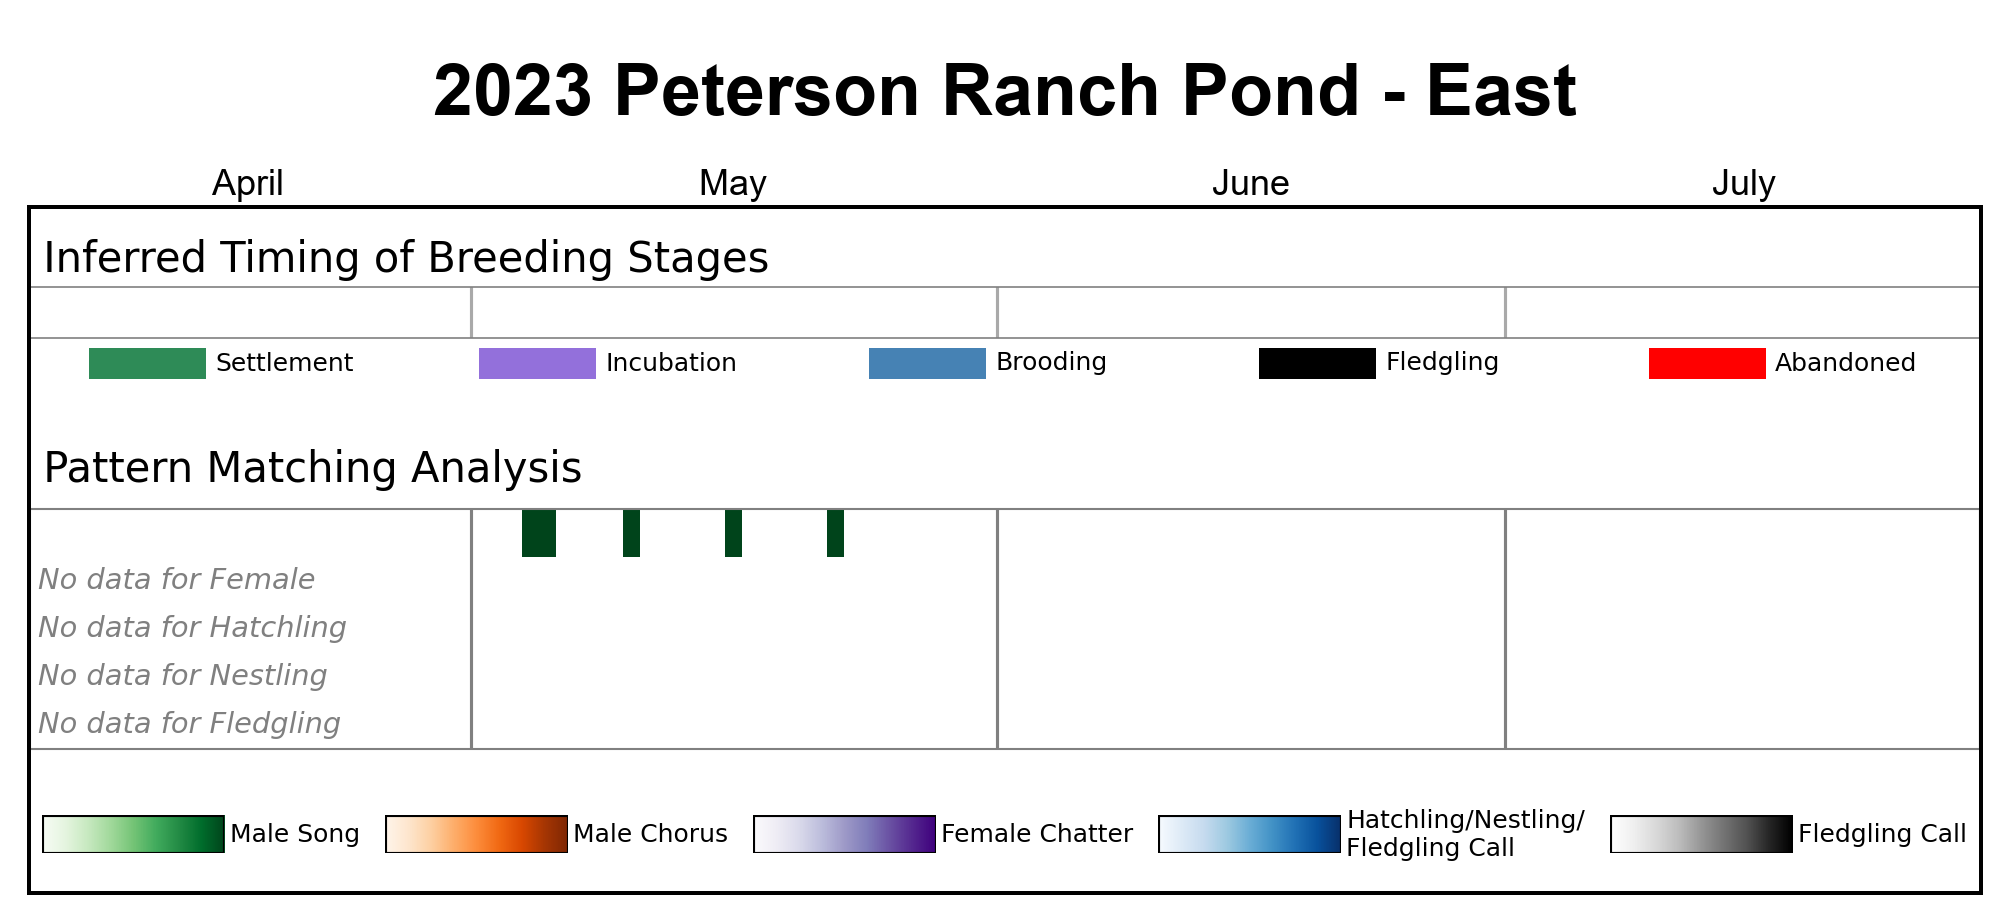 2023 Peterson Ranch Pond - East
April May June July
Inferred Timing of Breeding Stages
Settlement Incubation Brooding Fledgling Abandoned
Pattern Matching Analysis
No data for Female
No data for Hatchling
No data for Nestling
No data for Fledgling
Male Song Male Chorus Female Chatter Hatchling/Nestling/
Fledgling Call Fledgling Call